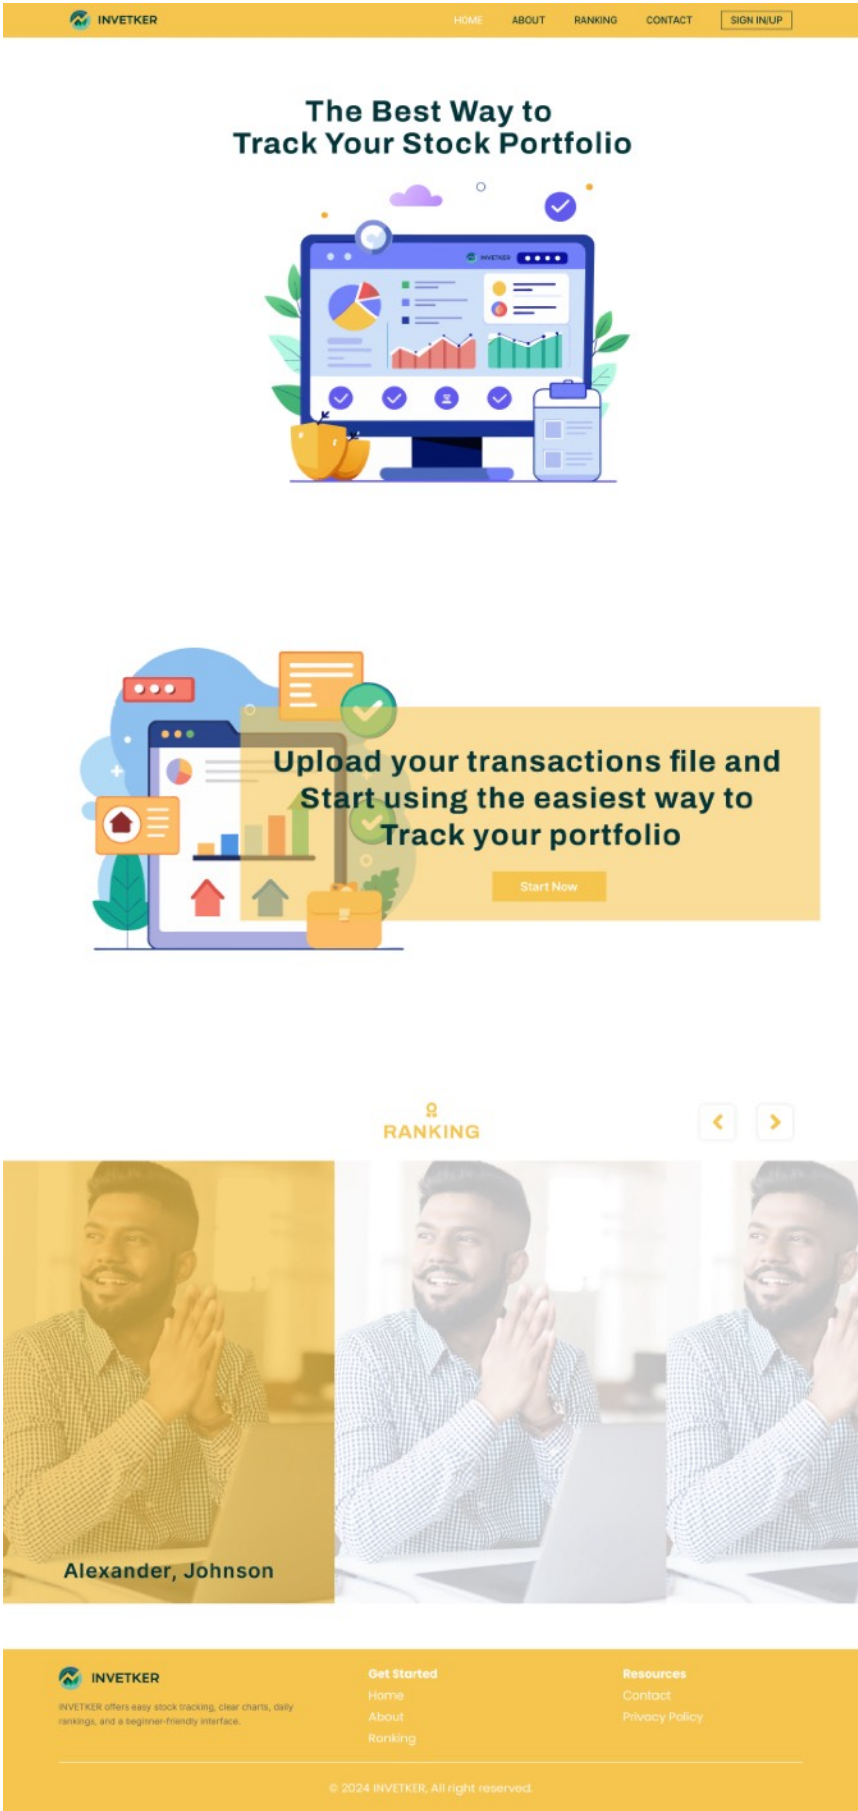 INVETKER
HOME ABOUT RANKING CONTACT SIGN IN/UP
The Best Way to
Track Your Stock Portfolio
INVETKER
Upload your transactions file and
Start using the easiest way to
Track your portfolio
Start Now
RANKING
Alexander, Johnson
INVETKER
INVETKER offers easy stock tracking, clear charts, daily
rankings, and a beginner-friendly interface.
Get Started
Home
About
Ranking
Resources
Contact
Privacy Policy
© 2024 INVETKER, All right reserved.